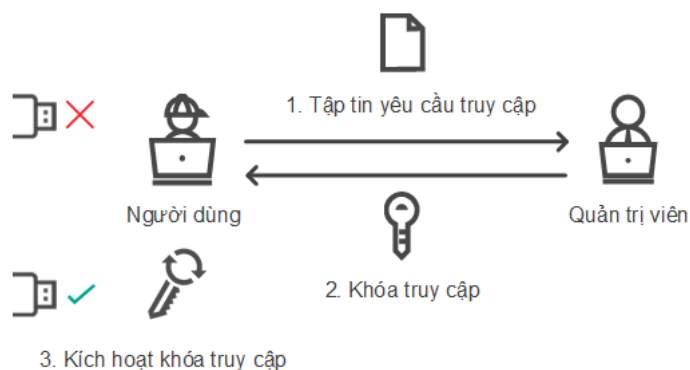 1. Tập tin yêu cầu truy cập
Người dùng
Quản trị viên
2. Khóa truy cập
3. Kích hoạt khóa truy cập